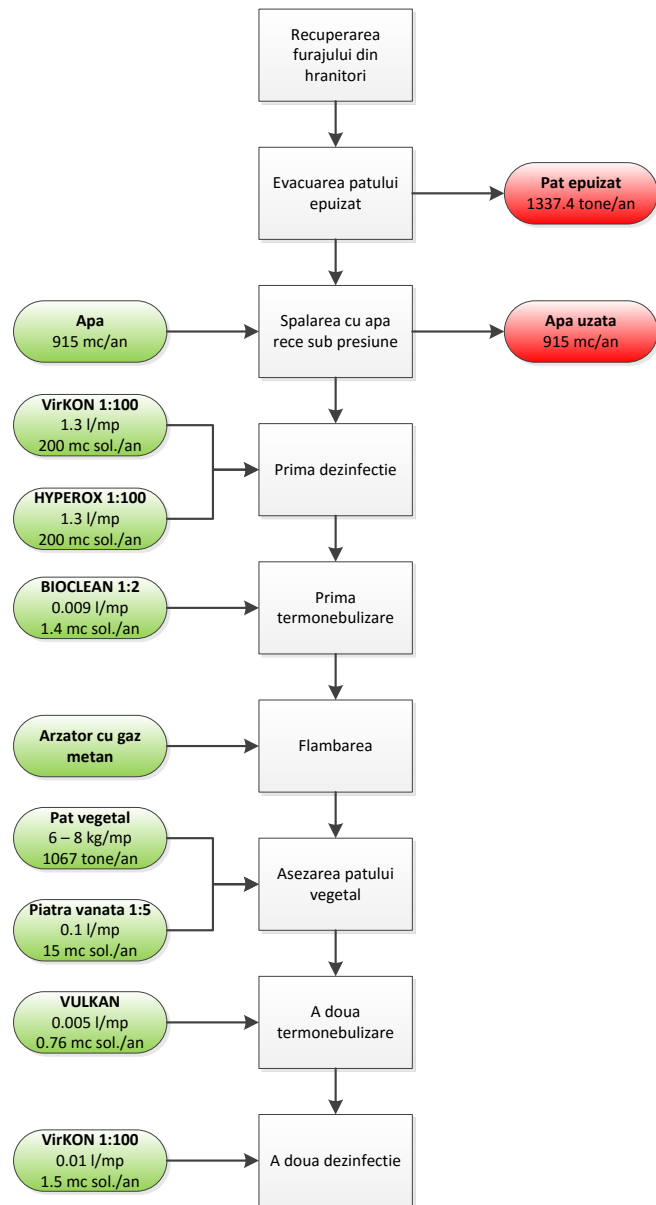 Recuperarea
furajului din
hranitori
Evacuarea patului
epuizat
Pat epuizat
1337.4 tone/an
Apa
915 mc/an
Spalarea cu apa
rece sub presiune
Apa uzata
915 mc/an
VirKON 1:100
1.3 l/mp
200 mc sol./an
HYPEROX 1:100
1.3 l/mp
200 mc sol./an
Prima dezinfectie
BIOCLEAN 1:2
0.009 l/mp
1.4 mc sol./an
Prima
termonebulizare
Arzator cu gaz
metan
Flambarea
Pat vegetal
6 – 8 kg/mp
1067 tone/an
Piatra vanata 1:5
0.1 l/mp
15 mc sol./an
Asezarea patului
vegetal
VULKAN
0.005 l/mp
0.76 mc sol./an
A doua
termonebulizare
VirKON 1:100
0.01 l/mp
1.5 mc sol./an
A doua dezinfectie